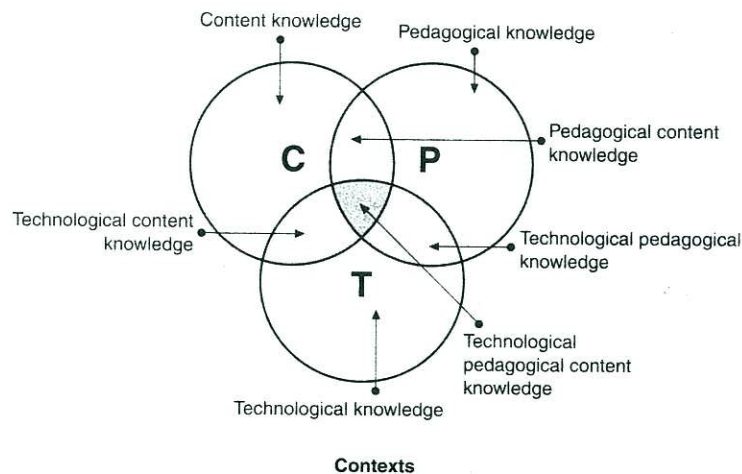 Content knowledge
Pedagogical knowledge
C
P
Pedagogical content
knowledge
Technological content
knowledge
Technological pedagogical
knowledge
T
Technological
pedagogical content
knowledge
Technological knowledge
Contexts